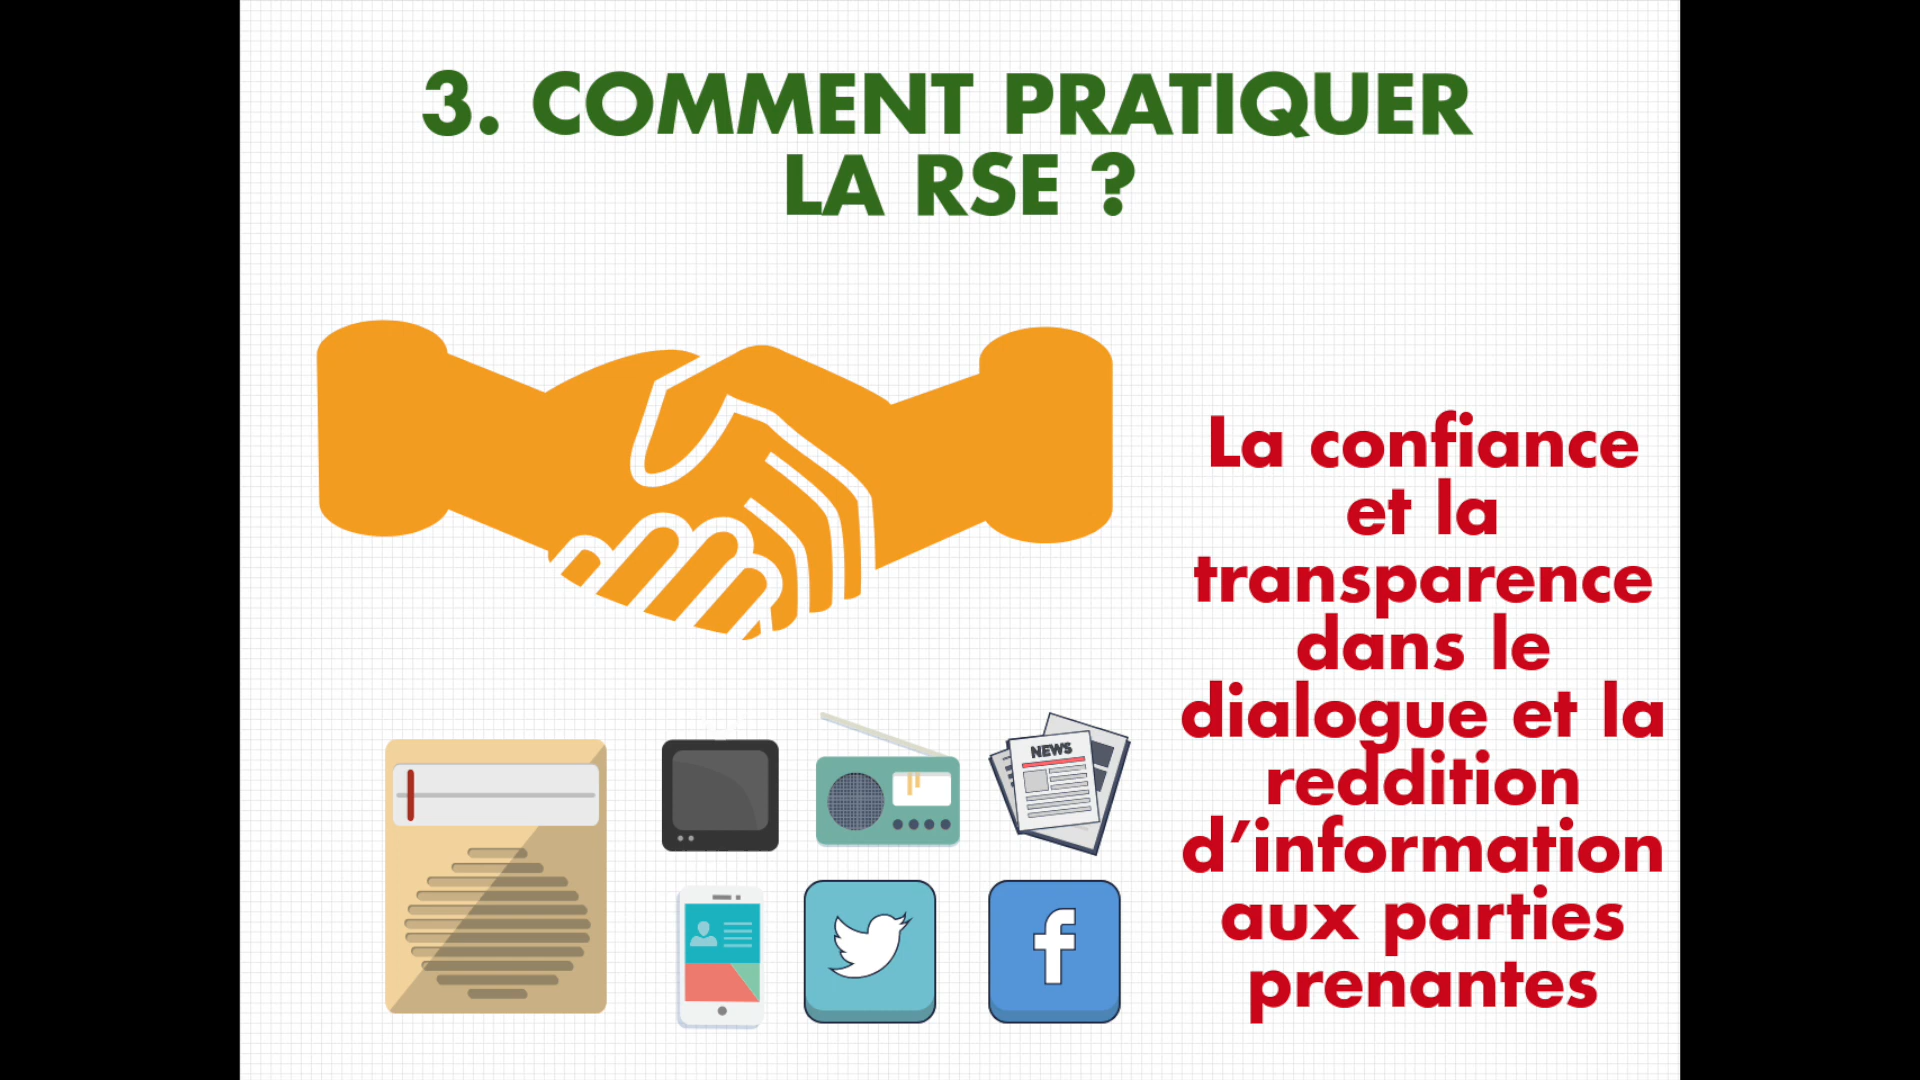 3. COMMENT PRATIQUER
LA RSE ?
La confiance
et la
transparence
dans le
dialogue et la
reddition
d’information
aux parties
prenantes
NEWS